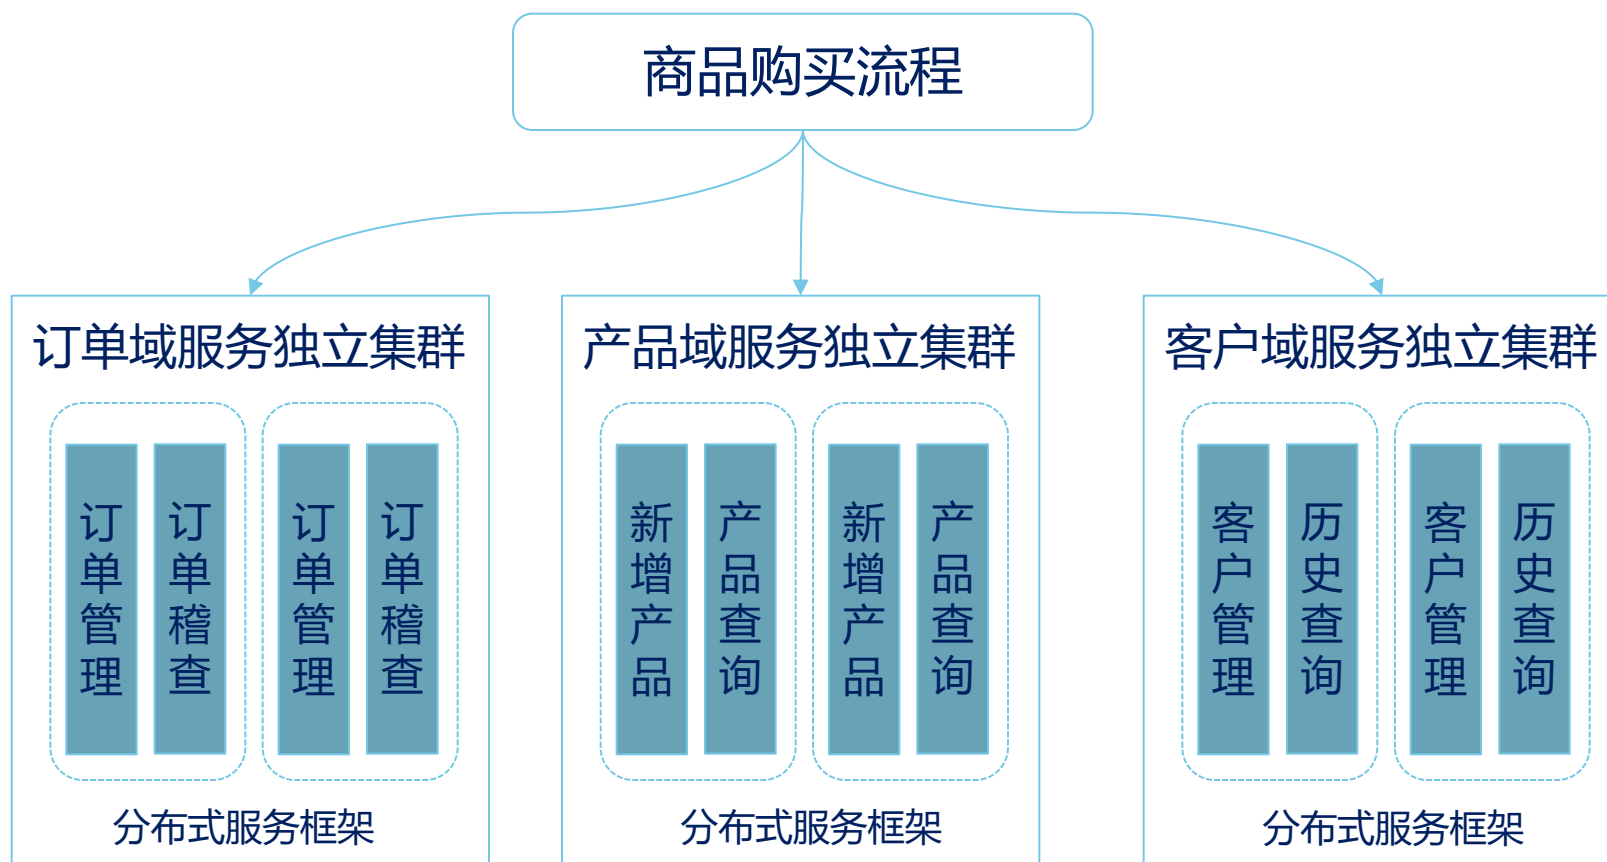 商品购买流程
订单域服务独立集群
订单管理
订单稽查
订单管理
订单稽查
分布式服务框架
产品域服务独立集群
新增产品
产品查询
新增产品
产品查询
分布式服务框架
客户域服务独立集群
客户管理
历史查询
客户管理
历史查询
分布式服务框架